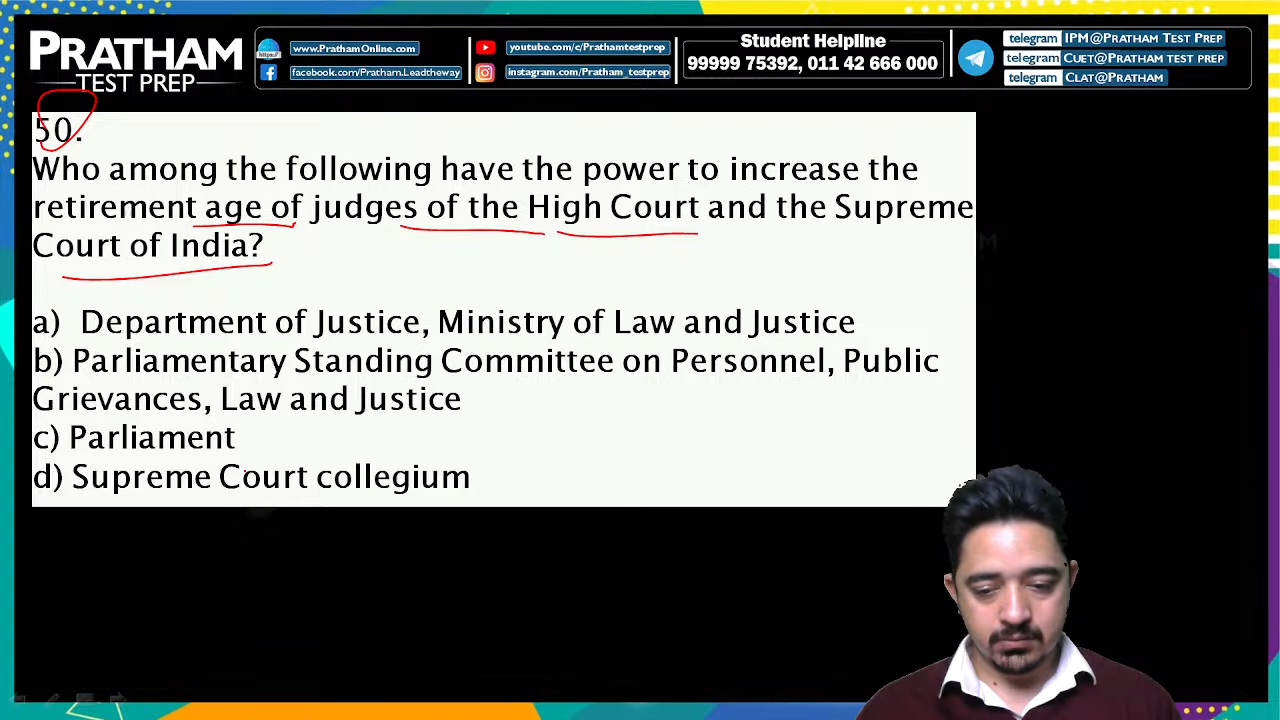 PRATHAM
TEST PREP
https://
www.PrathamOnline.com
facebook.com/Pratham.Leadtheway
youtube.com/c/Prathamtestprep
instagram.com/Pratham_testprep
Student Helpline
99999 75392, 011 42 666 000
telegram IPM@PRATHAM TEST PREP
telegram CUET@PRATHAM TEST PREP
telegram CLAT@PRATHAM
50.
Who among the following have the power to increase the
retirement age of judges of the High Court and the Supreme
Court of India?
a) Department of Justice, Ministry of Law and Justice
b) Parliamentary Standing Committee on Personnel, Public
Grievances, Law and Justice
c) Parliament
d) Supreme Court collegium